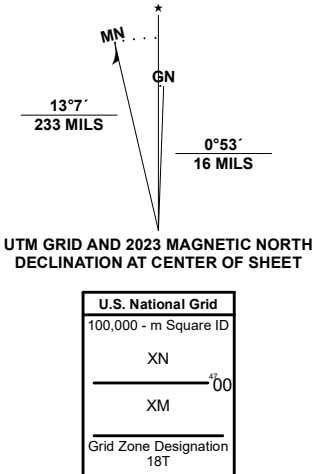 ★
MN
GN
13°7´
233 MILS
0°53´
16 MILS
UTM GRID AND 2023 MAGNETIC NORTH
DECLINATION AT CENTER OF SHEET
U.S. National Grid
100,000 - m Square ID
XN
4700
XM
Grid Zone Designation
18T